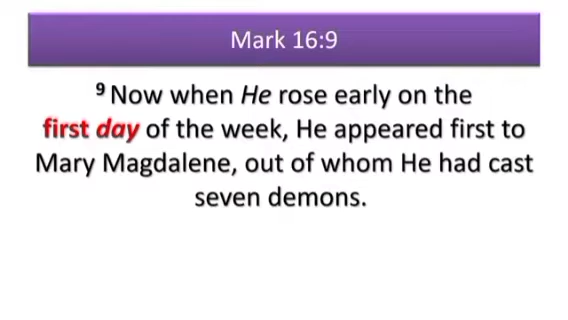 Mark 16:9
9 Now when He rose early on the
first day of the week, He appeared first to
Mary Magdalene, out of whom He had cast
seven demons.